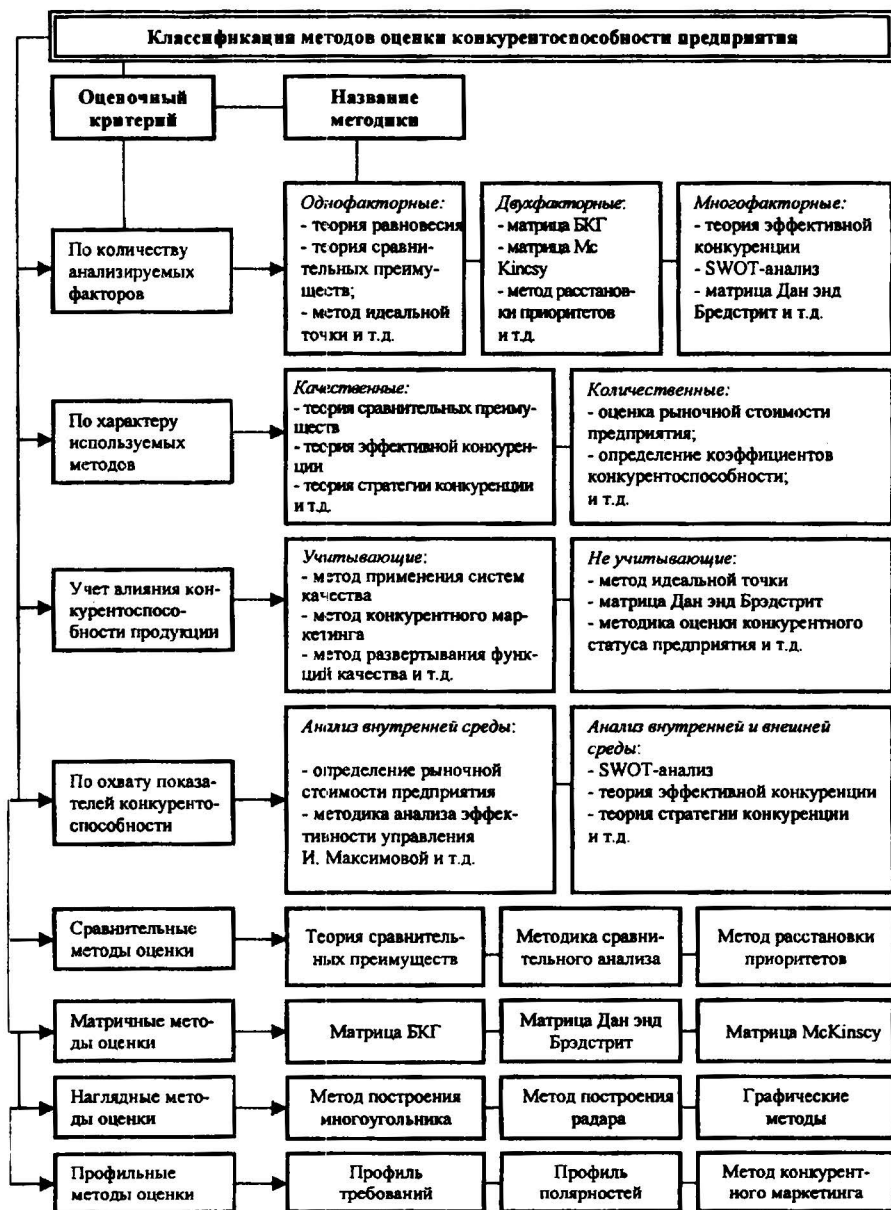 Классификация методов оценки конкурентоспособности предприятия
Оценочный
критерий
Название
методики
По количеству
анализируемых
факторов
Однофакторные:
- теория равновесия
- теория сравни-
тельных преиму-
ществ;
- метод идеальной
точки и т.д.
Двухфакторные:
- матрица БКГ
- матрица Mc
Kincsy
- метод расстанов-
ки приоритетов
и т.д.
Многофакторные:
- теория эффективной
конкуренции
- SWOT-анализ
- матрица Дан энд
Бредстрит и т.д.
По характеру
используемых
методов
Качественные:
- теория сравнительных преиму-
ществ
- теория эффективной конкурен-
ции
- теория стратегии конкуренции
и т.д.
Количественные:
- оценка рыночной стоимости
предприятия;
- определение коэффициентов
конкурентоспособности;
и т.д.
Учет влияния кон-
курентоспосо-
бности продукции
Учитывающие:
- метод применения систем
качества
- метод конкурентного мар-
кетинга
- метод развертывания функ-
ций качества и т.д.
Не учитывающие:
- метод идеальной точки
- матрица Дан энд Брэдстрит
- методика оценки конкурентного
статуса предприятия и т.д.
По охвату показа-
телей конкуренто-
способности
Анализ внутренней среды:
- определение рыночной
стоимости предприятия
- методика анализа эффек-
тивности управления
И. Максимовой и т.д.
Анализ внутренней и внешней
среды:
- SWOT-анализ
- теория эффективной конкуренции
- теория стратегии конкуренции
и т.д.
Сравнительные
методы оценки
Теория сравнитель-
ных преимуществ
Методика сравни-
тельного анализа
Метод расстановки
приоритетов
Матричные мето-
ды оценки
Матрица БКГ
Матрица Дан энд
Брэдстрит
Матрица McKinscy
Наглядные мето-
ды оценки
Метод построения
многоугольника
Метод построения
радара
Графические
методы
Профильные
методы оценки
Профиль
требований
Профиль
полярностей
Метод конкурент-
ного маркетинга